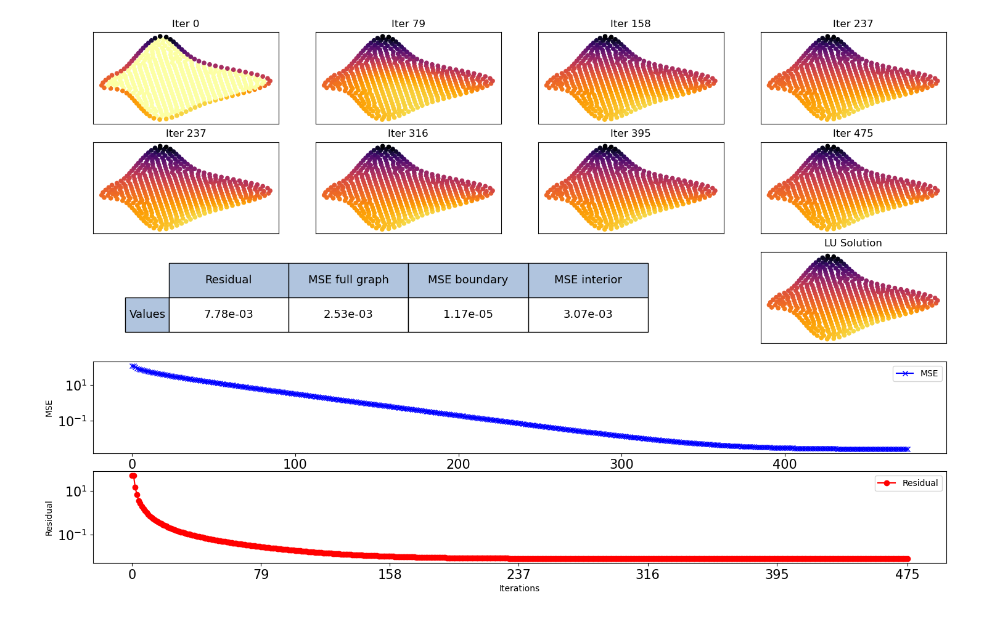 Iter 0 Iter 79 Iter 158 Iter 237
Iter 237 Iter 316 Iter 395 Iter 475
LU Solution
Residual MSE full graph MSE boundary MSE interior
Values 7.78e-03 2.53e-03 1.17e-05 3.07e-03
MSE
10¹
10⁻¹
MSE
0 100 200 300 400
Residual
10¹
10⁻¹
Residual
0 79 158 237 316 395 475
Iterations